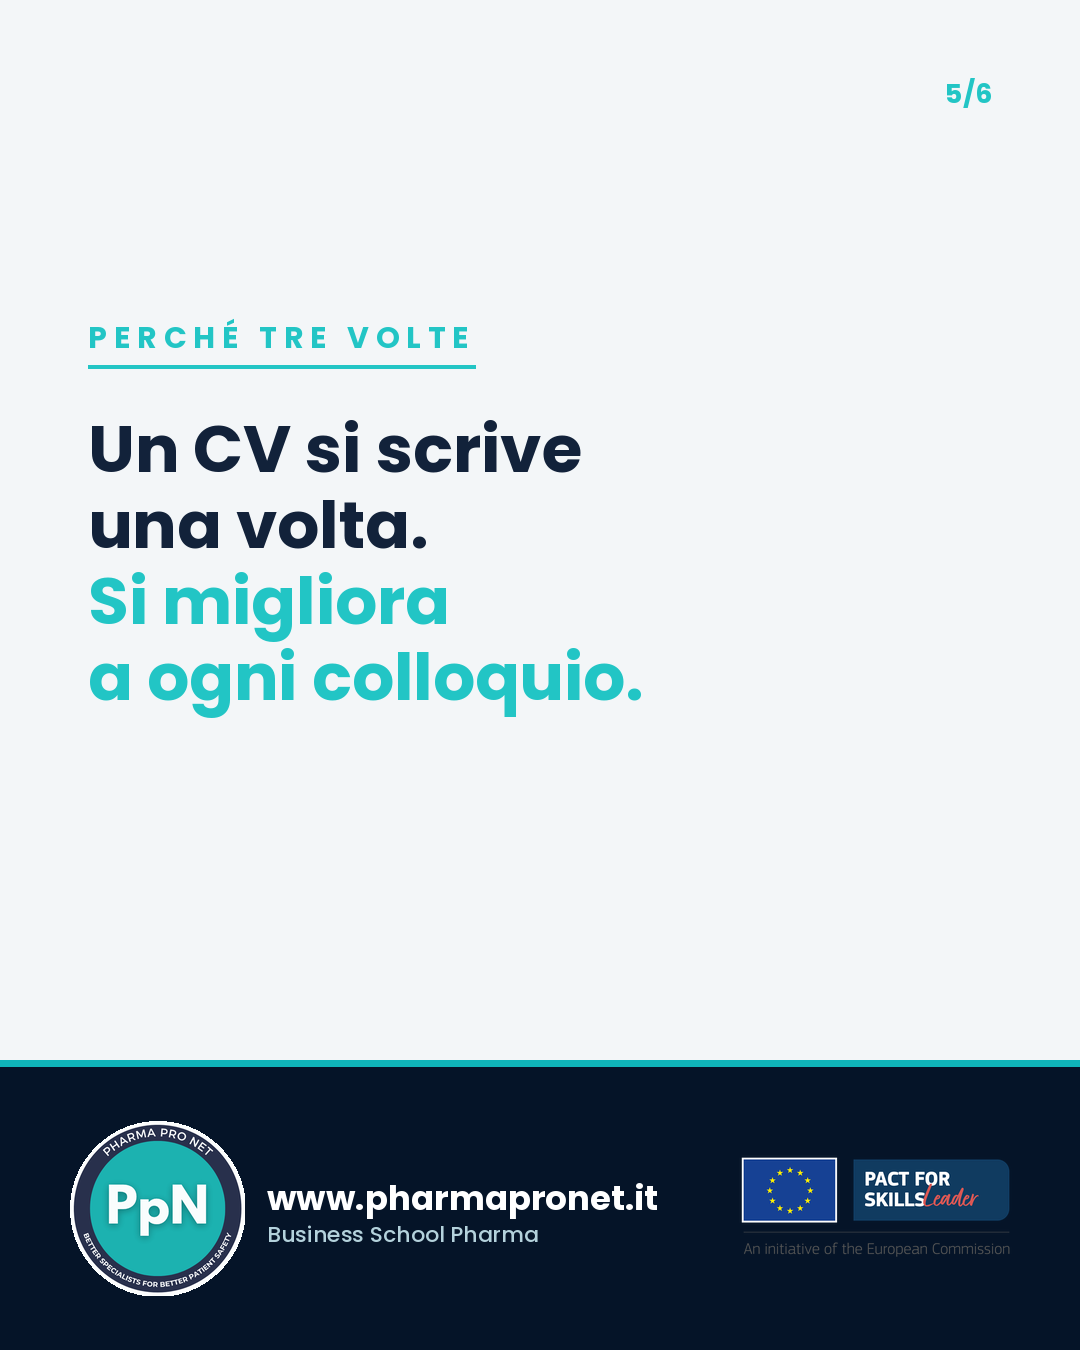 5/6
PERCHÉ TRE VOLTE
Un CV si scrive
una volta.
Si migliora
a ogni colloquio.
PHARMA PRO NET
PpN
BETTER SPECIALISTS FOR BETTER PATIENT SAFETY
www.pharmapronet.it
Business School Pharma
PACT FOR
SKILLS Leader
An initiative of the European Commission